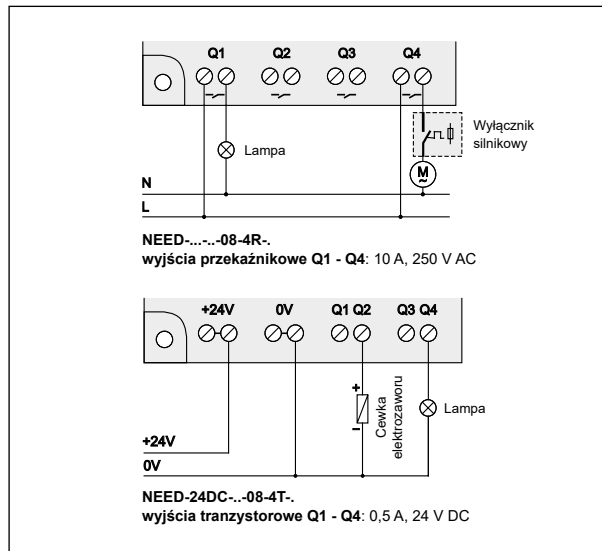 Q1 Q2 Q3 Q4
Wyłącznik
silnikowy
Lampa
M
~
N
L
NEED-...-..-08-4R-.
wyjścia przekaźnikowe Q1 - Q4: 10 A, 250 V AC
+24V 0V Q1 Q2 Q3 Q4
+
Cewka
elektrozaworu
–
Lampa
+24V
0V
NEED-24DC-..-08-4T-.
wyjścia tranzystorowe Q1 - Q4: 0,5 A, 24 V DC